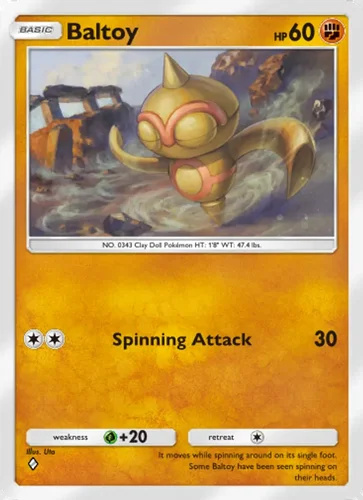 BASIC Baltoy HP60
NO. 0343 Clay Doll Pokémon HT: 1'8" WT: 47.4 lbs.
Spinning Attack 30
Illus. Uta
weakness +20 retreat
It moves while spinning around on its single foot.
Some Baltoy have been seen spinning on
their heads.